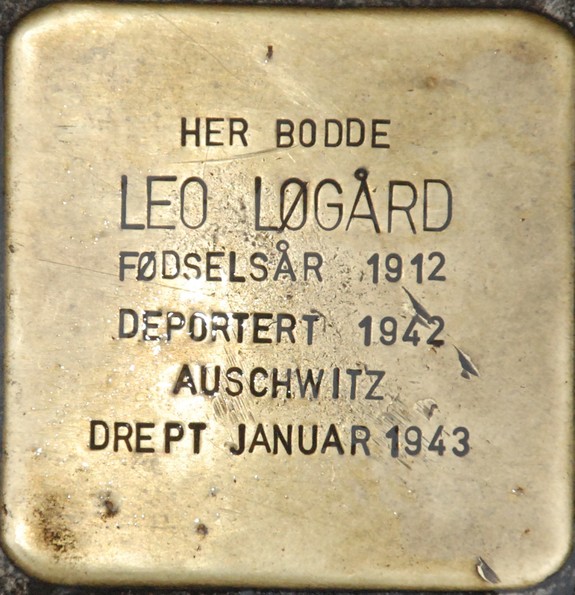 HER BODDE
LEO LØGÅRD
FØDSELSÅR 1912
DEPORTERT 1942
AUSCHWITZ
DREPT JANUAR 1943